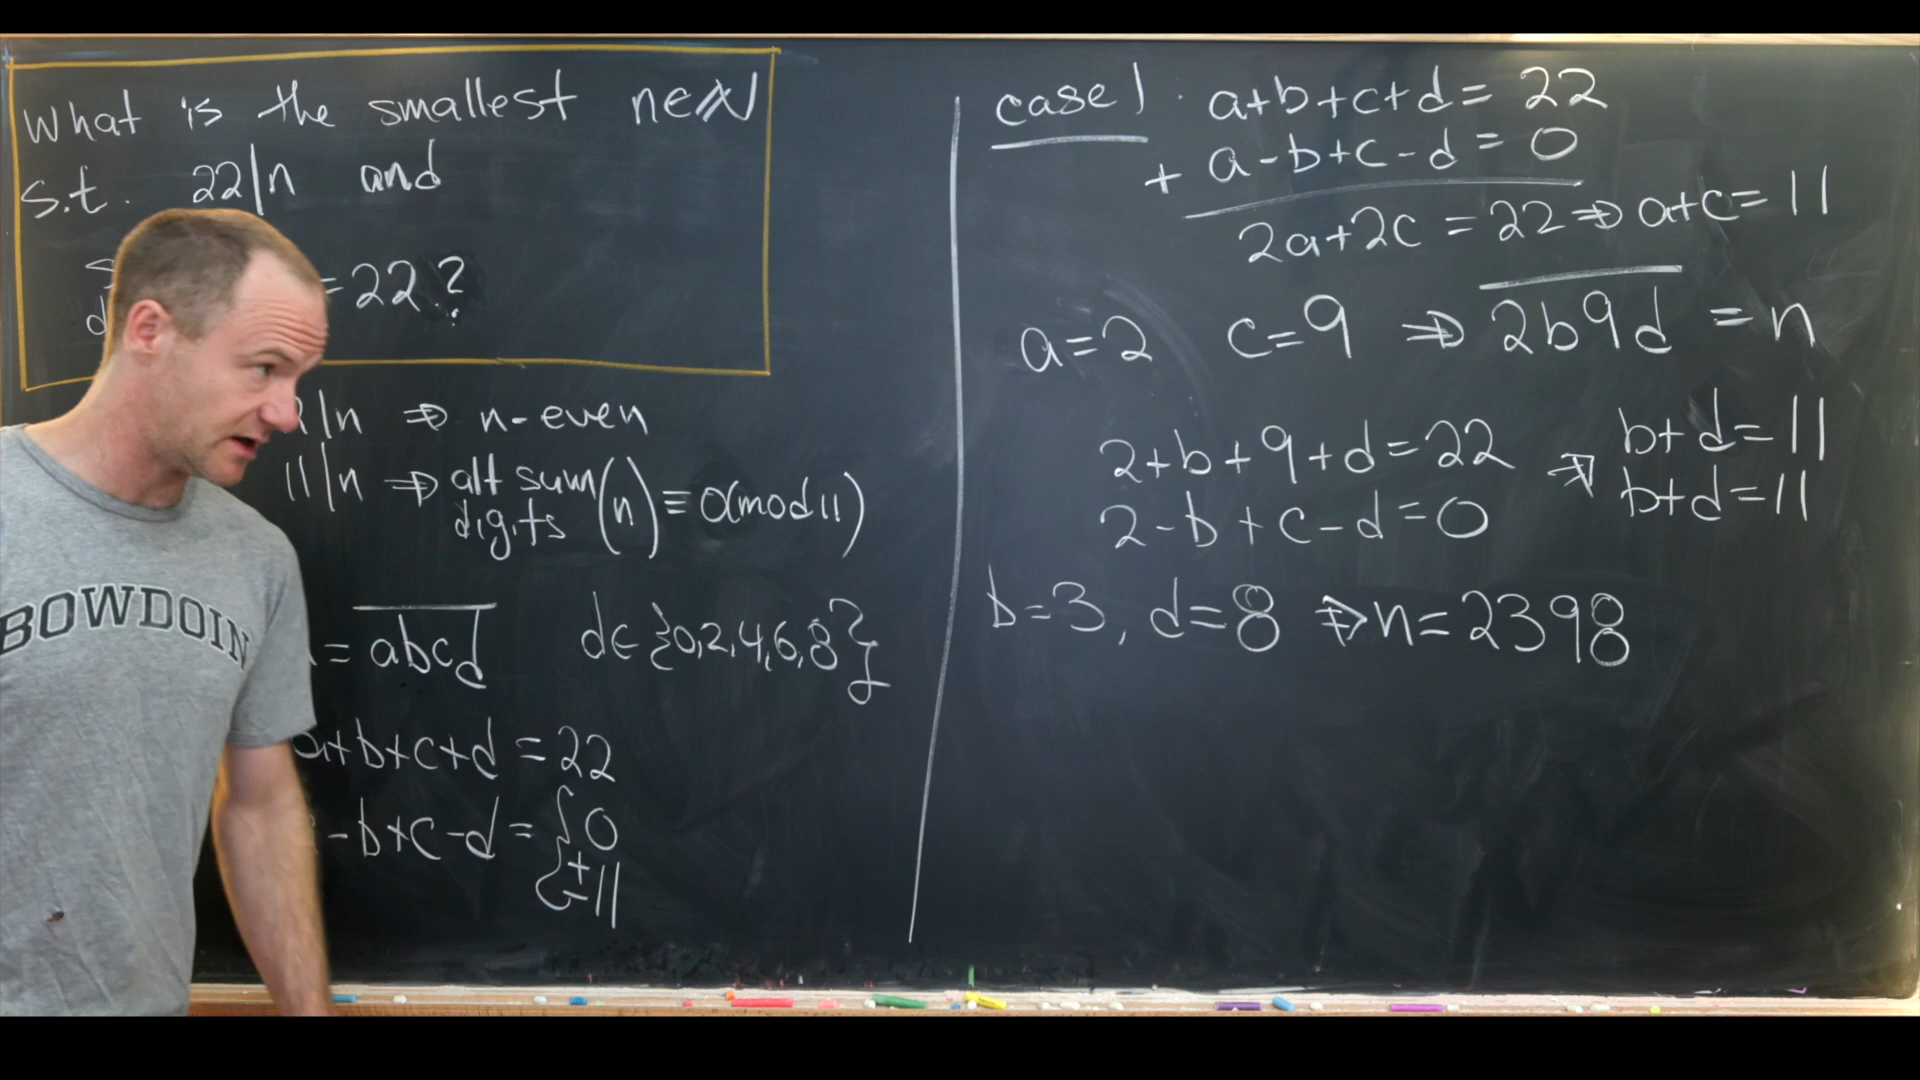 What is the smallest n∈ℕ
s.t. 22|n and
=22?
|n ⇒ n-even
11|n ⇒ alt sum digits (n) ≡ 0(mod 11)
= abcd d∈{0,2,4,6,8}
a+b+c+d = 22
-b+c-d = {0
±11
BOWDOIN
case 1. a+b+c+d = 22
+ a-b+c-d = 0
2a+2c = 22 ⇒ a+c = 11
a=2 c=9 ⇒ \overline{2b9d} = n
2+b+9+d=22 ⇒ b+d=11
2-b+c-d=0 b+d=11
b=3, d=8 ⇒ n=2398